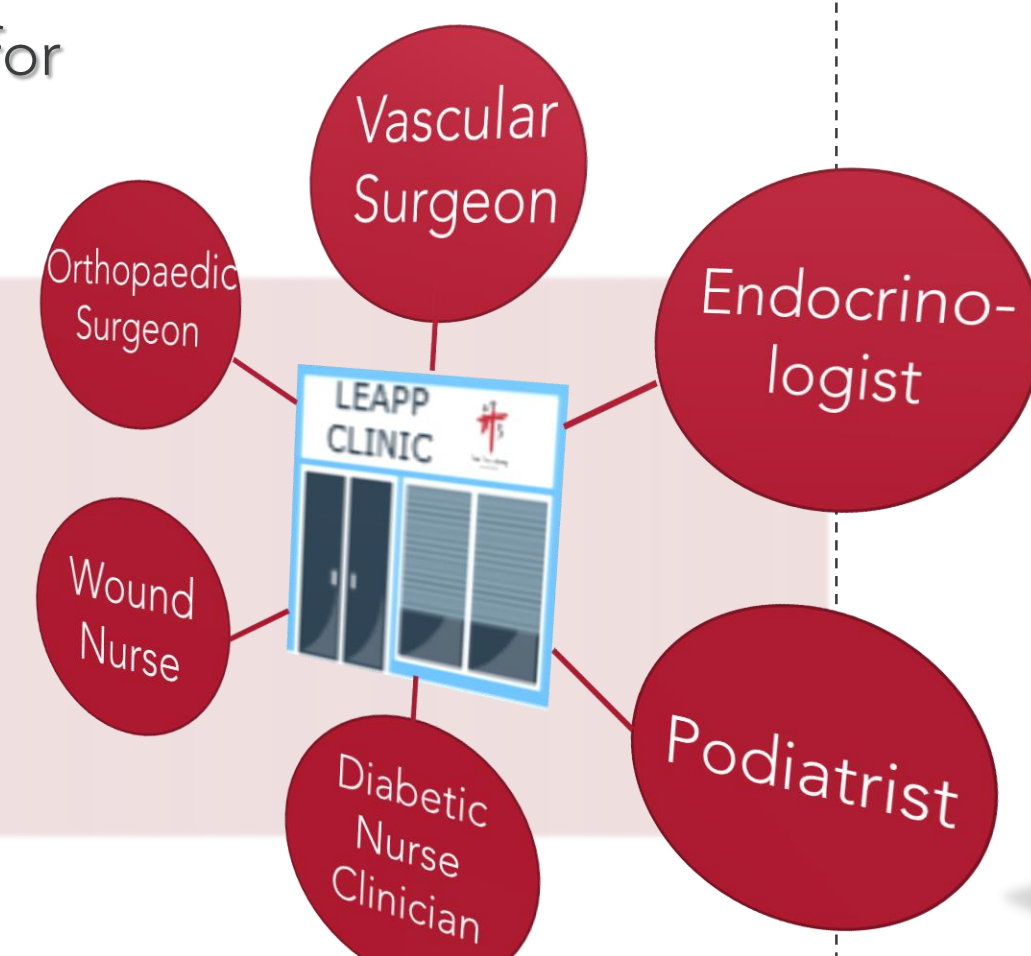 for
Vascular
Surgeon
Orthopaedic
Surgeon
Endocrino-
logist
LEAPP
CLINIC
Wound
Nurse
Podiatrist
Diabetic
Nurse
Clinician